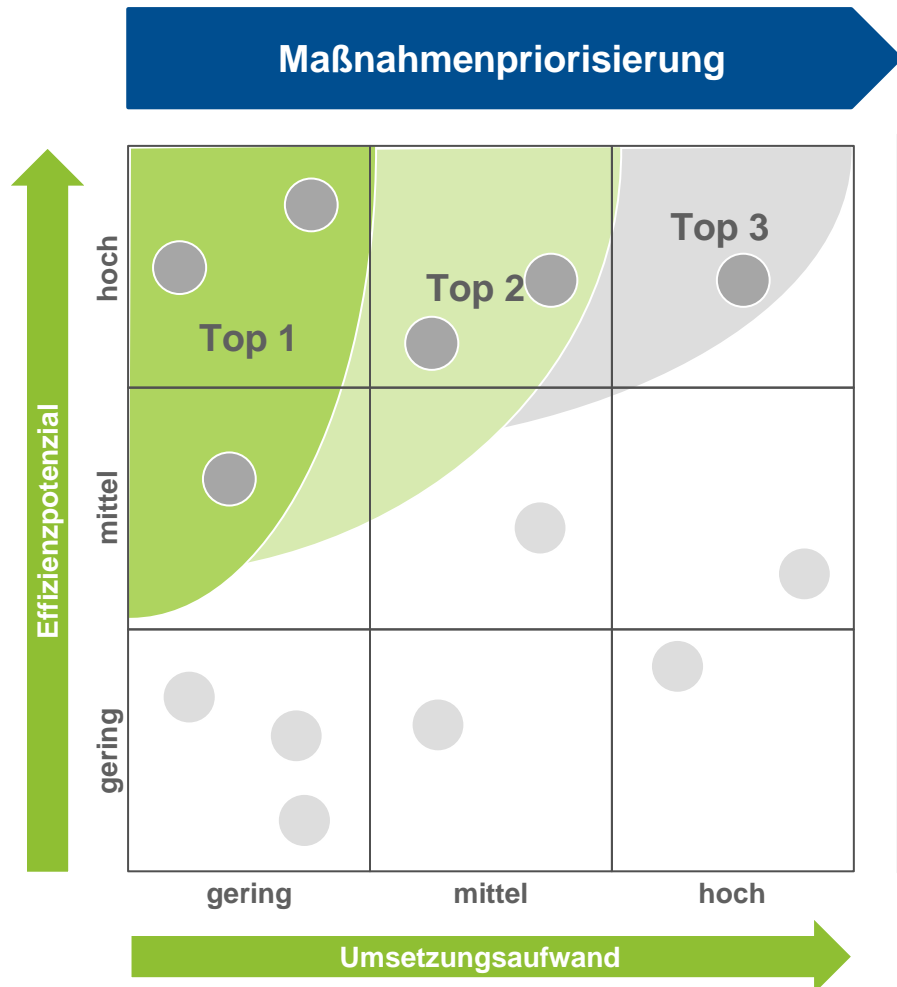 Maßnahmenpriorisierung
Top 3
Top 2
Top 1
hoch
mittel
gering
Effizienzpotenzial
gering
mittel
hoch
Umsetzungsaufwand